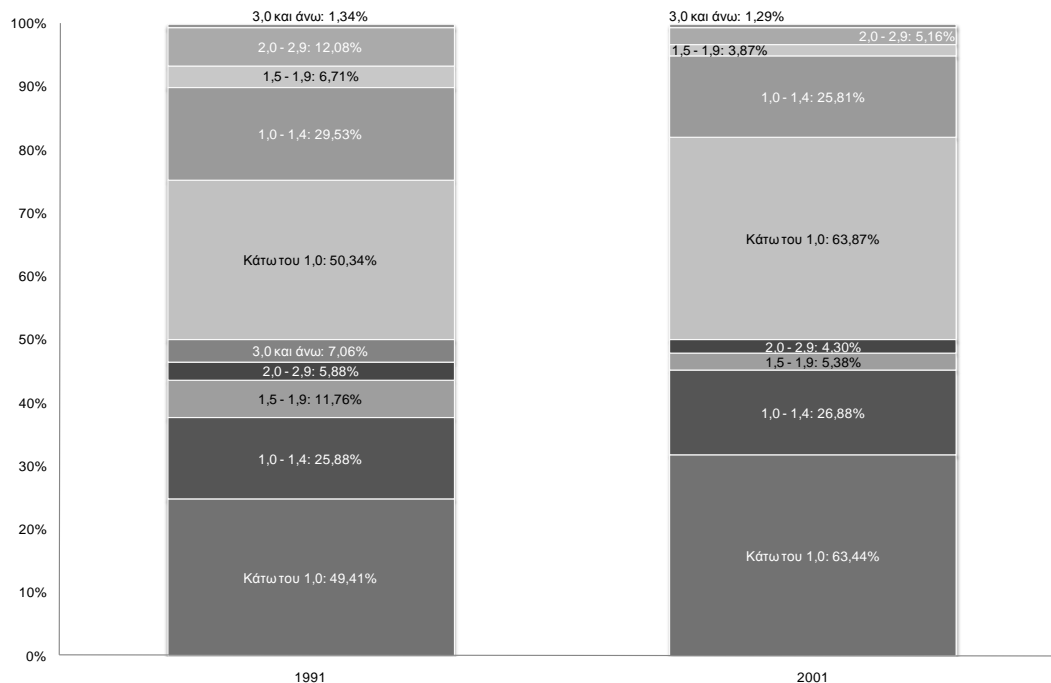 3,0 και άνω: 1,34%
3,0 και άνω: 1,29%
100%
2,0 - 2,9: 12,08%
2,0 - 2,9: 5,16%
1,5 - 1,9: 6,71%
1,5 - 1,9: 3,87%
90%
1,0 - 1,4: 29,53%
1,0 - 1,4: 25,81%
80%
70%
Κάτω του 1,0: 50,34%
Κάτω του 1,0: 63,87%
60%
50%
3,0 και άνω: 7,06%
2,0 - 2,9: 4,30%
2,0 - 2,9: 5,88%
1,5 - 1,9: 5,38%
40%
1,5 - 1,9: 11,76%
1,0 - 1,4: 26,88%
1,0 - 1,4: 25,88%
30%
20%
Κάτω του 1,0: 49,41%
Κάτω του 1,0: 63,44%
10%
0%
1991
2001